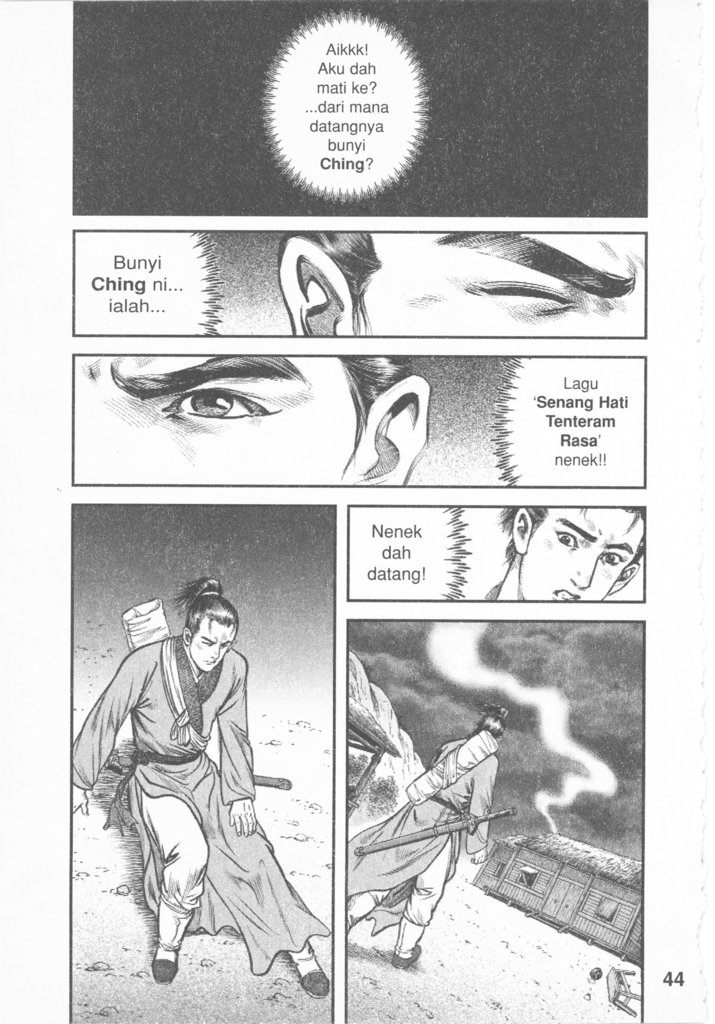 Aikkk!
Aku dah
mati ke?
...dari mana
datangnya
bunyi
Ching?
Bunyi
Ching ni...
ialah...
Lagu
‘Senang Hati
Tenteram
Rasa’
nenek!!
Nenek
dah
datang!
44